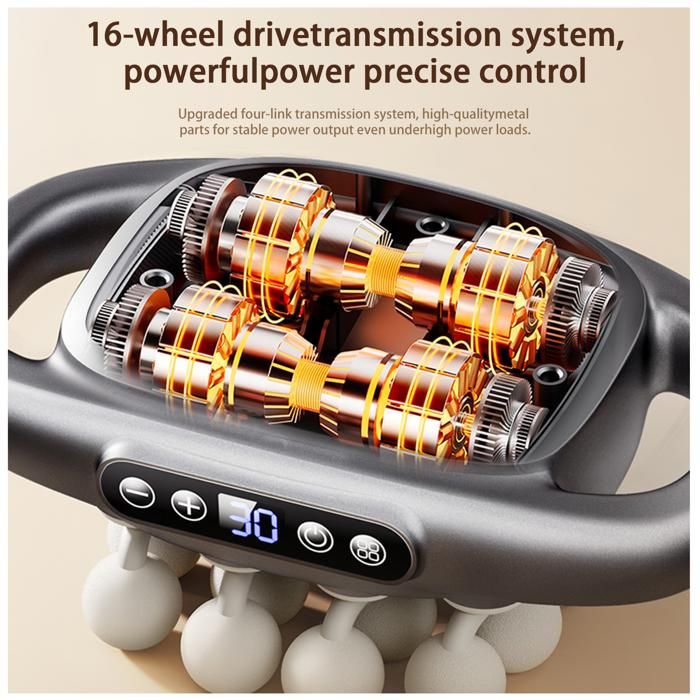 16-wheel drivetransmission system,
powerfulpower precise control
Upgraded four-link transmission system, high-qualitymetal
parts for stable power output even underhigh power loads.
30